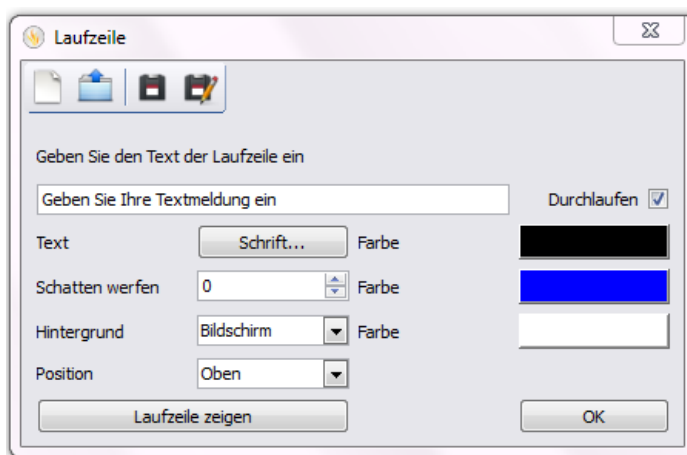 Laufzeile
Geben Sie den Text der Laufzeile ein
Geben Sie Ihre Textmeldung ein Durchlaufen
Text Schrift... Farbe
Schatten werfen 0 Farbe
Hintergrund Bildschirm Farbe
Position Oben
Laufzeile zeigen OK